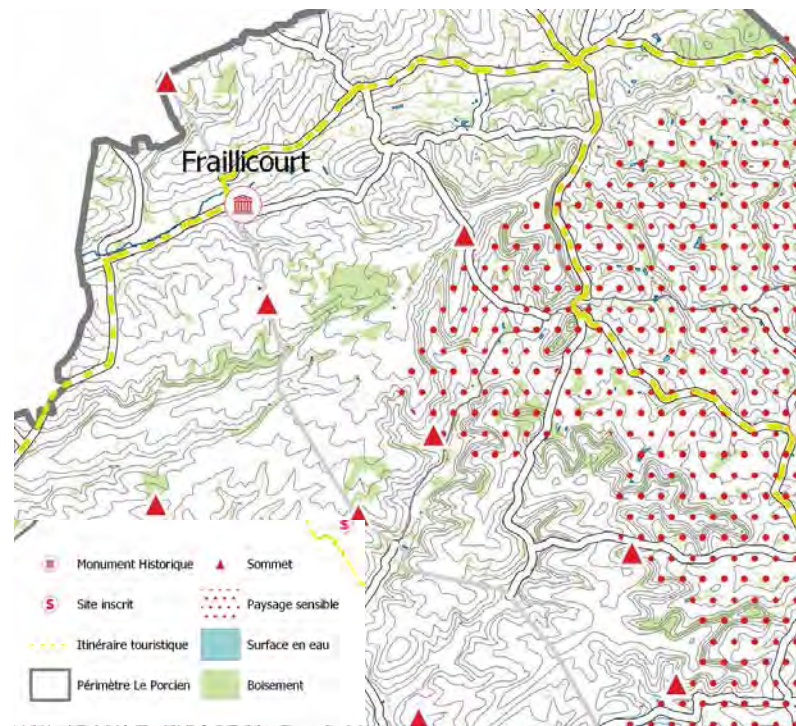 Fraillicourt
S
Monument Historique
Sommet
S Site inscrit
Paysage sensible
Itinéraire touristique
Surface en eau
Périmètre Le Porcien
Boisement